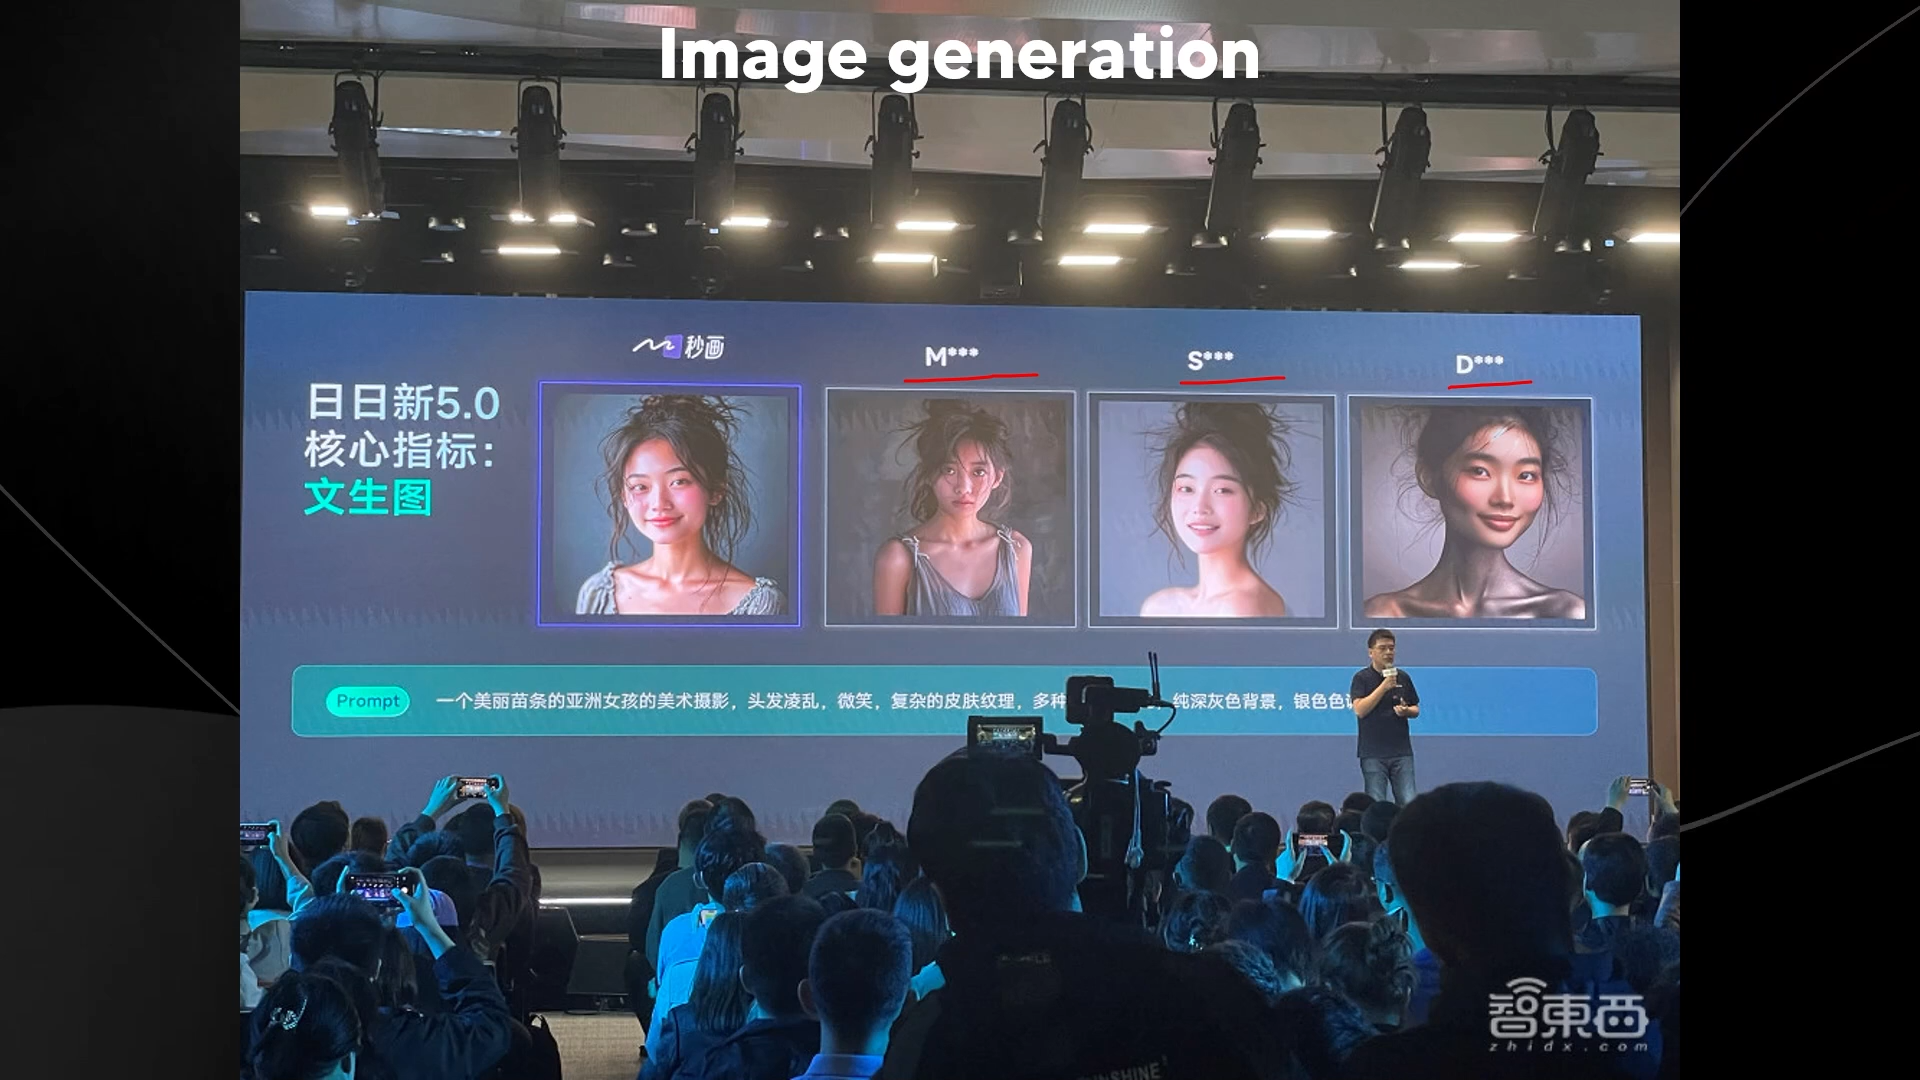 Image generation
秒画
M***
S***
D***
日日新5.0
核心指标：
文生图
Prompt
一个美丽苗条的亚洲女孩的美术摄影，头发凌乱，微笑，复杂的皮肤纹理，多种 纯深灰色背景，银色色
智東西
zhidx.com